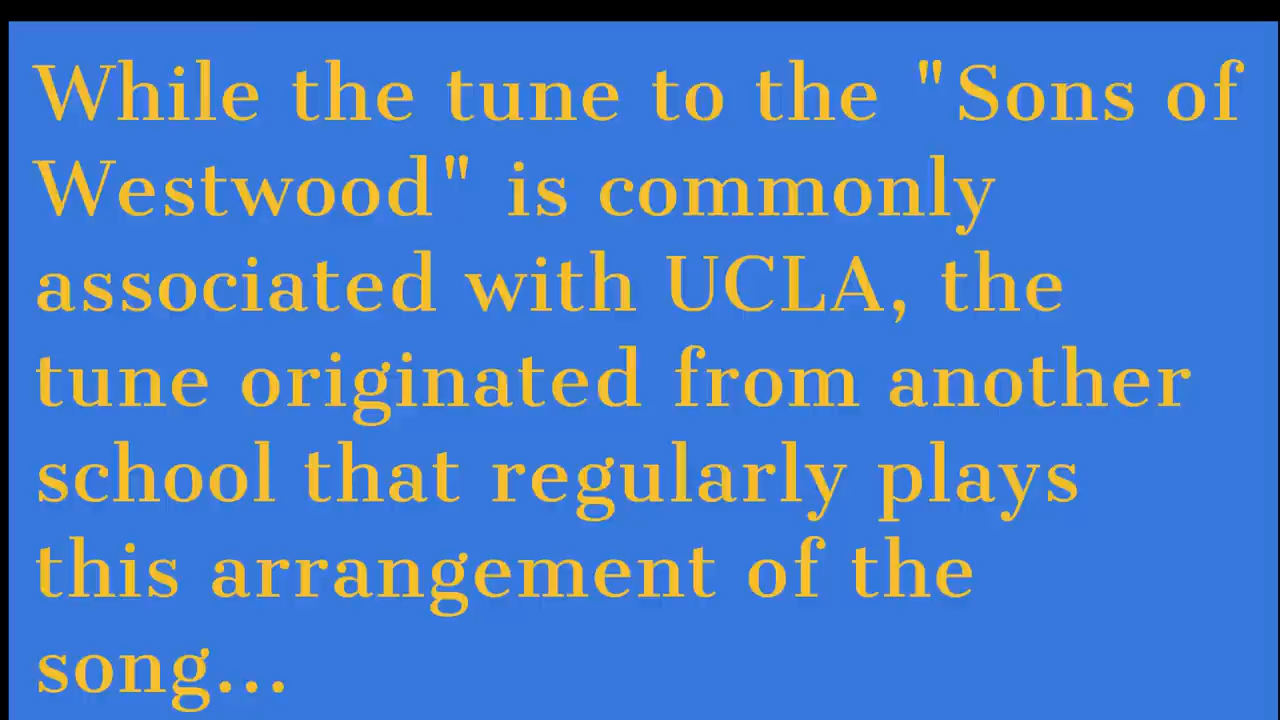 While the tune to the "Sons of
Westwood" is commonly
associated with UCLA, the
tune originated from another
school that regularly plays
this arrangement of the
song...